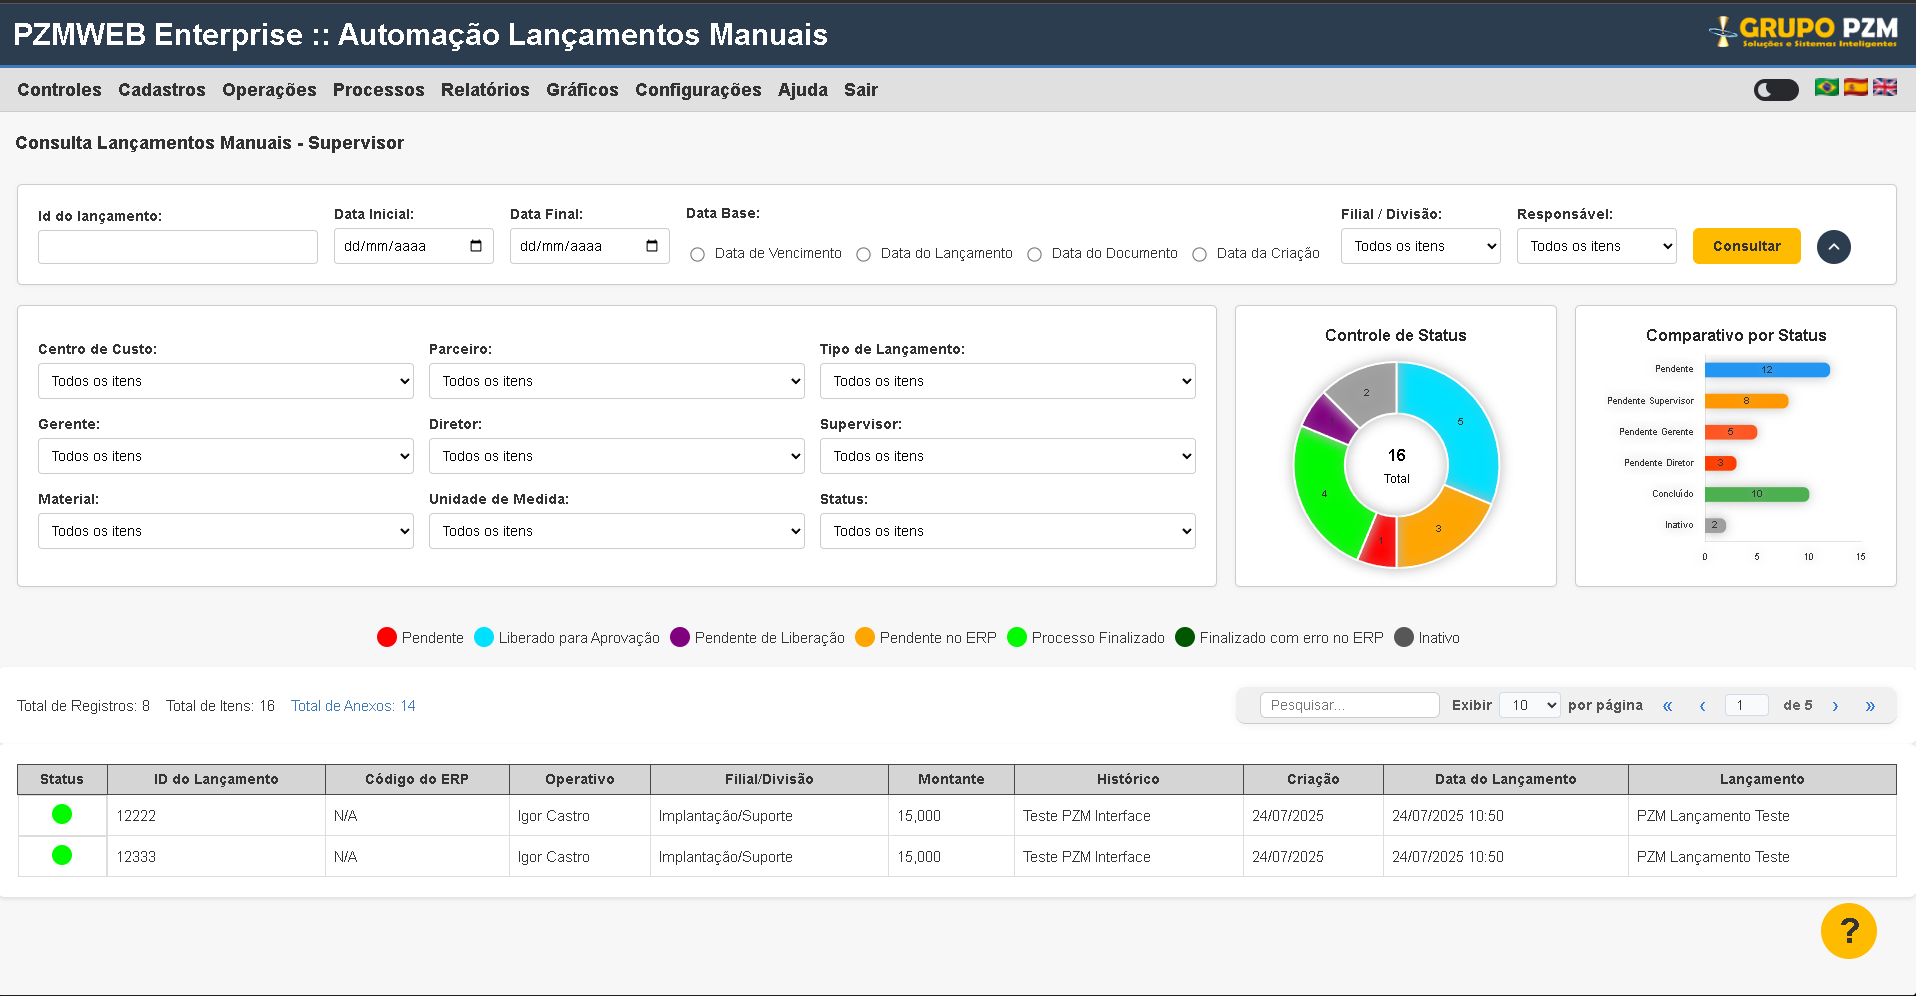 PZMWEB Enterprise :: Automação Lançamentos Manuais
GRUPO PZM
Soluções e Sistemas Inteligentes
Controles Cadastros Operações Processos Relatórios Gráficos Configurações Ajuda Sair
Consulta Lançamentos Manuais - Supervisor
Id do lançamento:
Data Inicial:
dd/mm/aaaa
Data Final:
dd/mm/aaaa
Data Base:
Data de Vencimento Data do Lançamento Data do Documento Data da Criação
Filial / Divisão:
Todos os itens
Responsável:
Todos os itens
Consultar
Centro de Custo:
Todos os itens
Parceiro:
Todos os itens
Tipo de Lançamento:
Todos os itens
Gerente:
Todos os itens
Diretor:
Todos os itens
Supervisor:
Todos os itens
Material:
Todos os itens
Unidade de Medida:
Todos os itens
Status:
Todos os itens
Controle de Status
2
5
16
Total
4
3
1
Comparativo por Status
Pendente 12
Pendente Supervisor 8
Pendente Gerente 5
Pendente Diretor 3
Concluído 10
Inativo 2
0 5 10 15
Pendente Liberado para Aprovação Pendente de Liberação Pendente no ERP Processo Finalizado Finalizado com erro no ERP Inativo
Total de Registros: 8 Total de Itens: 16 Total de Anexos: 14
Pesquisar... Exibir 10 por página « ‹ 1 de 5 › »
Status ID do Lançamento Código do ERP Operativo Filial/Divisão Montante Histórico Criação Data do Lançamento Lançamento
12222 N/A Igor Castro Implantação/Suporte 15,000 Teste PZM Interface 24/07/2025 24/07/2025 10:50 PZM Lançamento Teste
12333 N/A Igor Castro Implantação/Suporte 15,000 Teste PZM Interface 24/07/2025 24/07/2025 10:50 PZM Lançamento Teste
?